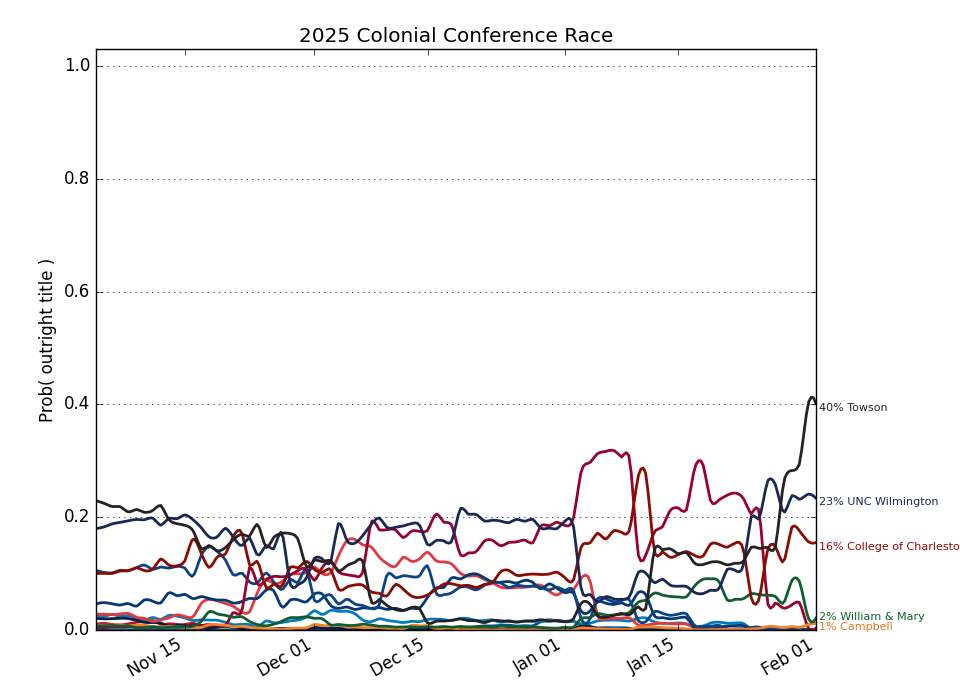 2025 Colonial Conference Race
Prob( outright title )
1.0
0.8
0.6
0.4
0.2
0.0
40% Towson
23% UNC Wilmington
16% College of Charlesto
2% William & Mary
1% Campbell
Nov 15
Dec 01
Dec 15
Jan 01
Jan 15
Feb 01